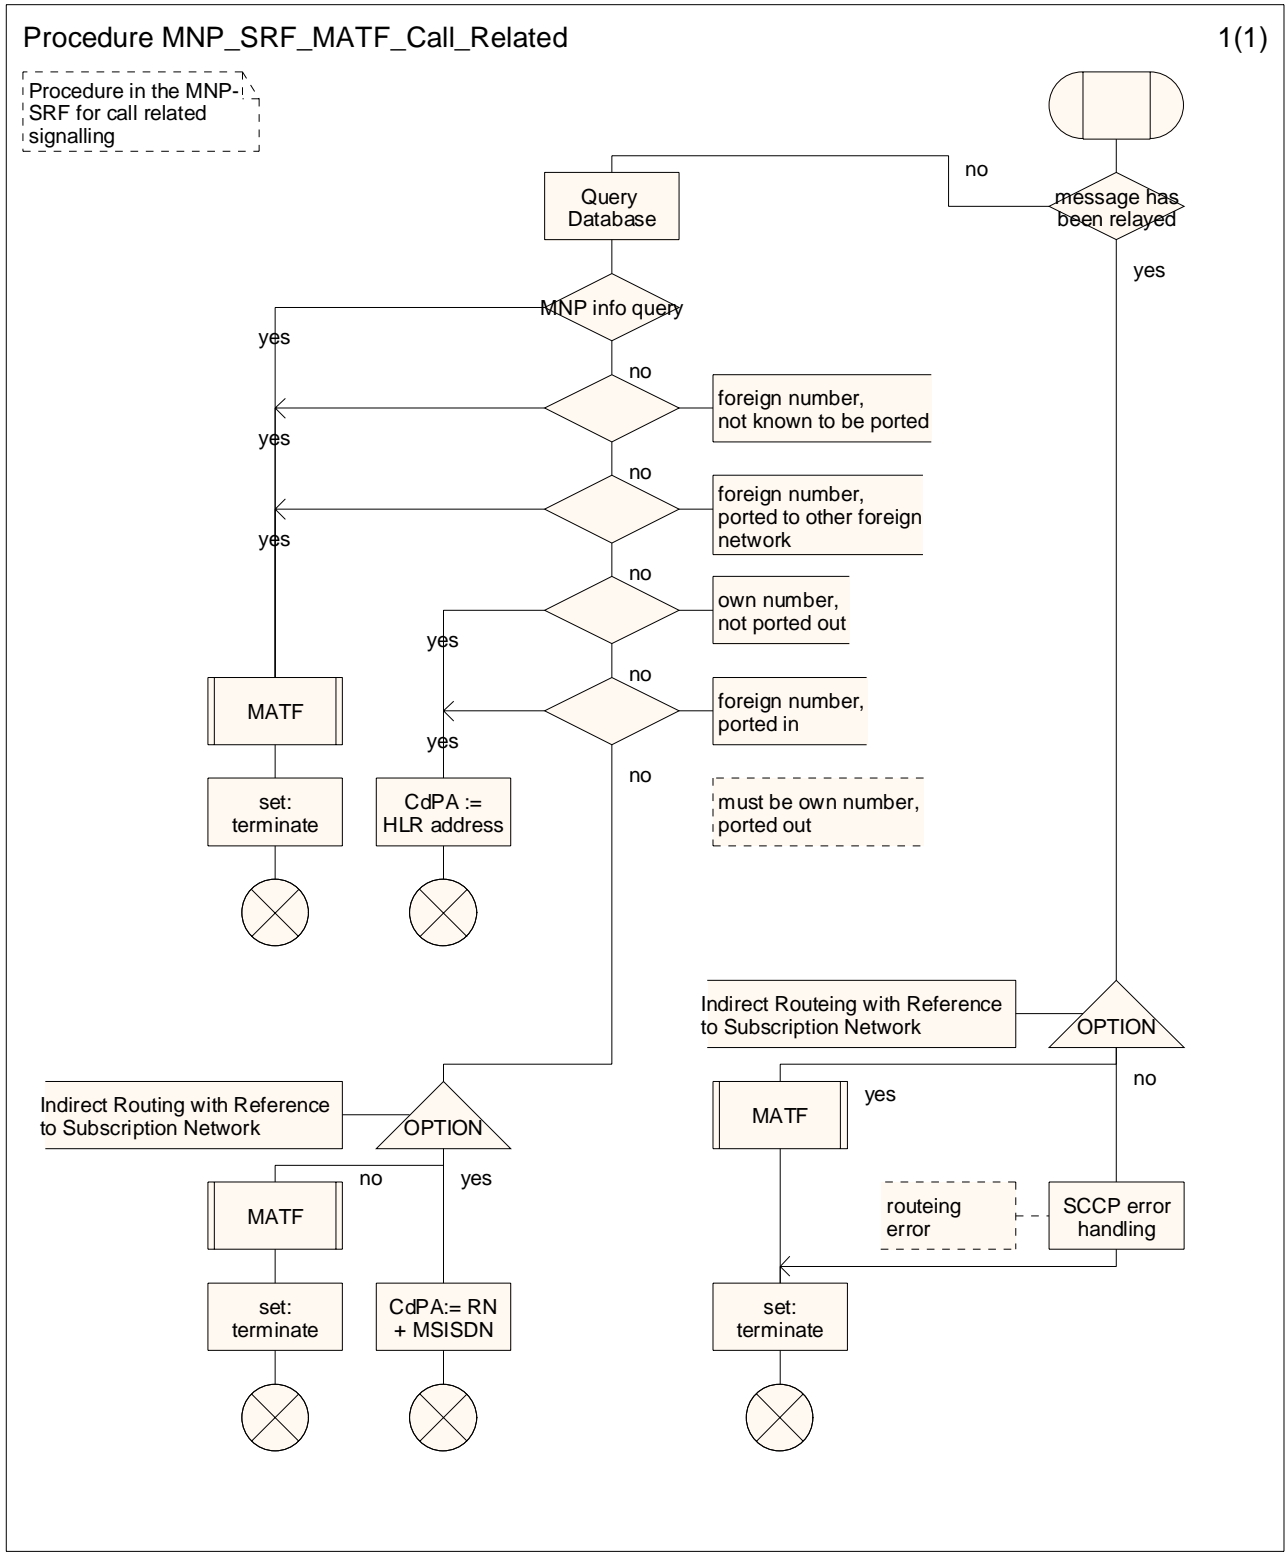 Procedure MNP_SRF_MATF_Call_Related
1(1)
Procedure in the MNP-
SRF for call related
signalling
no
message has
been relayed
Query
Database
yes
MNP info query
yes
no
foreign number,
not known to be ported
yes
no
foreign number,
ported to other foreign
network
yes
no
own number,
not ported out
yes
no
foreign number,
ported in
MATF
yes
no
set:
terminate
CdPA :=
HLR address
must be own number,
ported out
Indirect Routeing with Reference
to Subscription Network
OPTION
no
yes
MATF
Indirect Routing with Reference
to Subscription Network
OPTION
no
yes
MATF
routeing
error
SCCP error
handling
set:
terminate
CdPA:= RN
+ MSISDN
set:
terminate